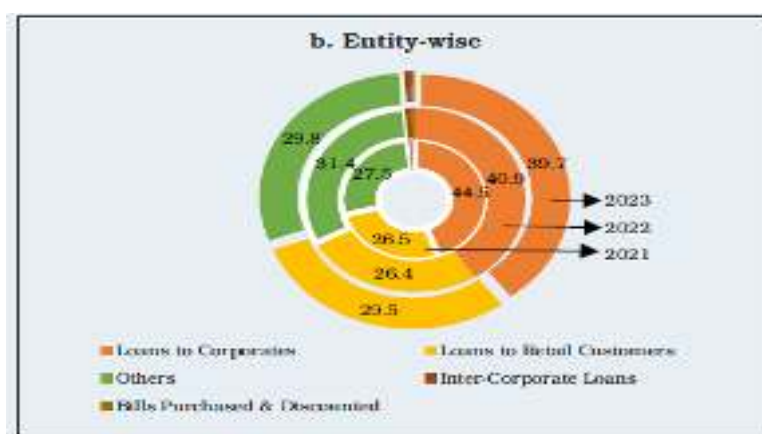 b. Entity-wise
29.8
31.4
27.5
44.5
40.9
39.7
2023
2022
26.5
2021
26.4
29.5
Loans to Corporates
Loans to Retail Customers
Others
Inter-Corporate Loans
Bills Purchased & Discounted